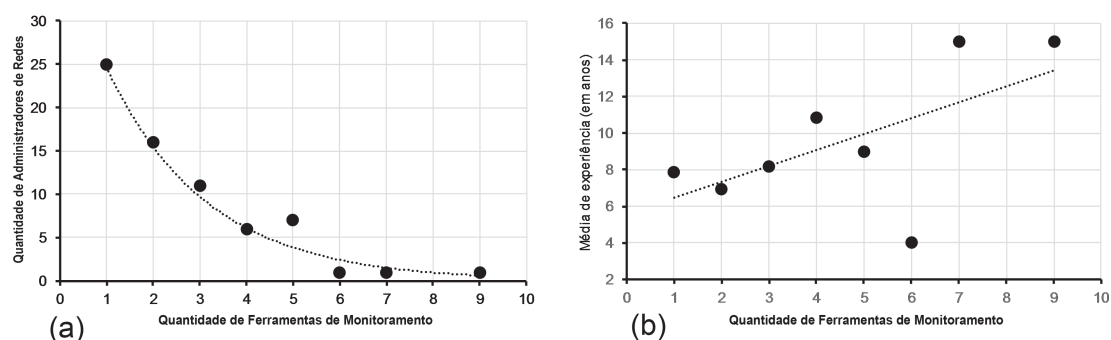 30
25
20
15
10
5
0
Quantidade de Administradores de Redes
0 1 2 3 4 5 6 7 8 9 10
Quantidade de Ferramentas de Monitoramento
(a)
16
14
12
10
8
6
4
2
Média de experiência (em anos)
0 1 2 3 4 5 6 7 8 9 10
Quantidade de Ferramentas de Monitoramento
(b)